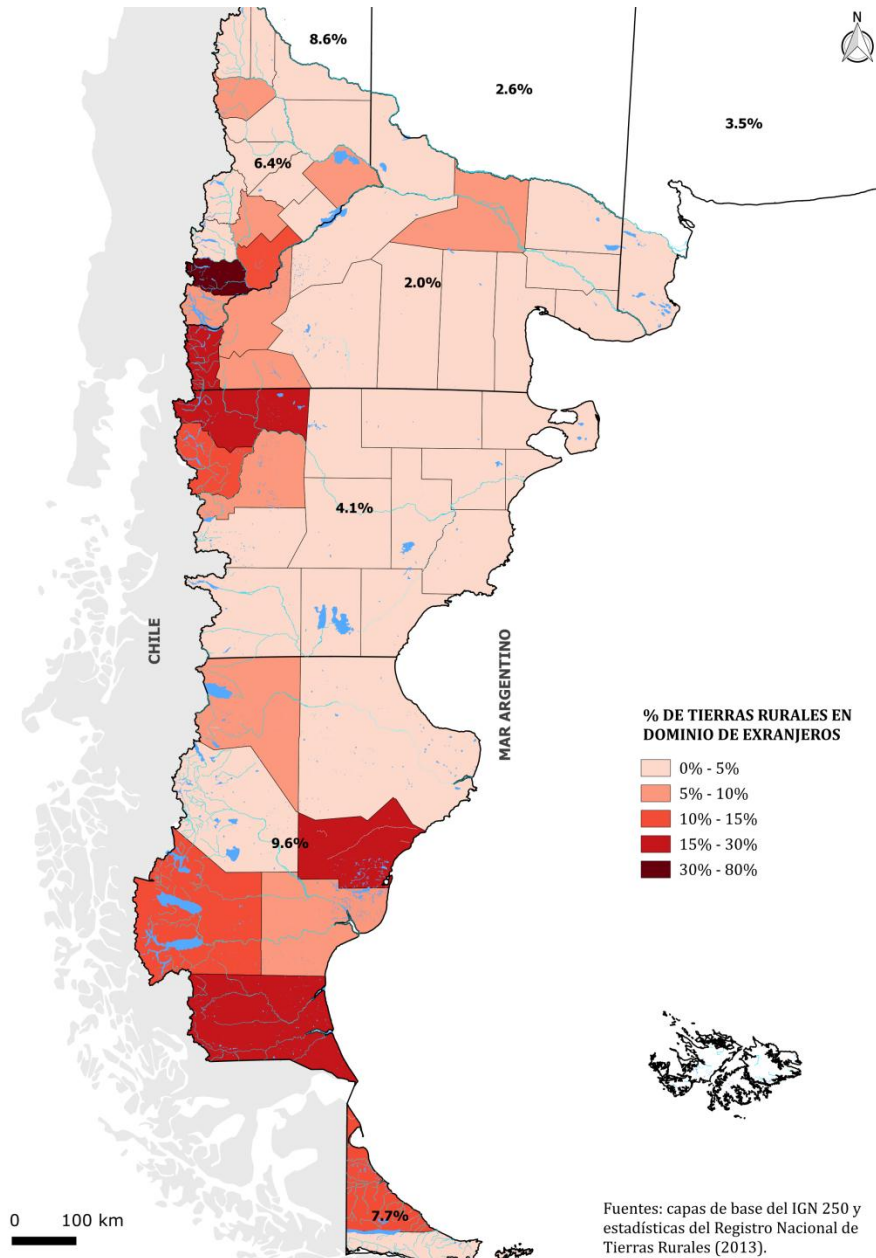 N
8.6%
2.6%
3.5%
6.4%
2.0%
4.1%
CHILE
MAR ARGENTINO
% DE TIERRAS RURALES EN
DOMINIO DE EXRANJEROS
0% - 5%
5% - 10%
10% - 15%
15% - 30%
30% - 80%
9.6%
7.7%
0 100 km
Fuentes: capas de base del IGN 250 y
estadísticas del Registro Nacional de
Tierras Rurales (2013).